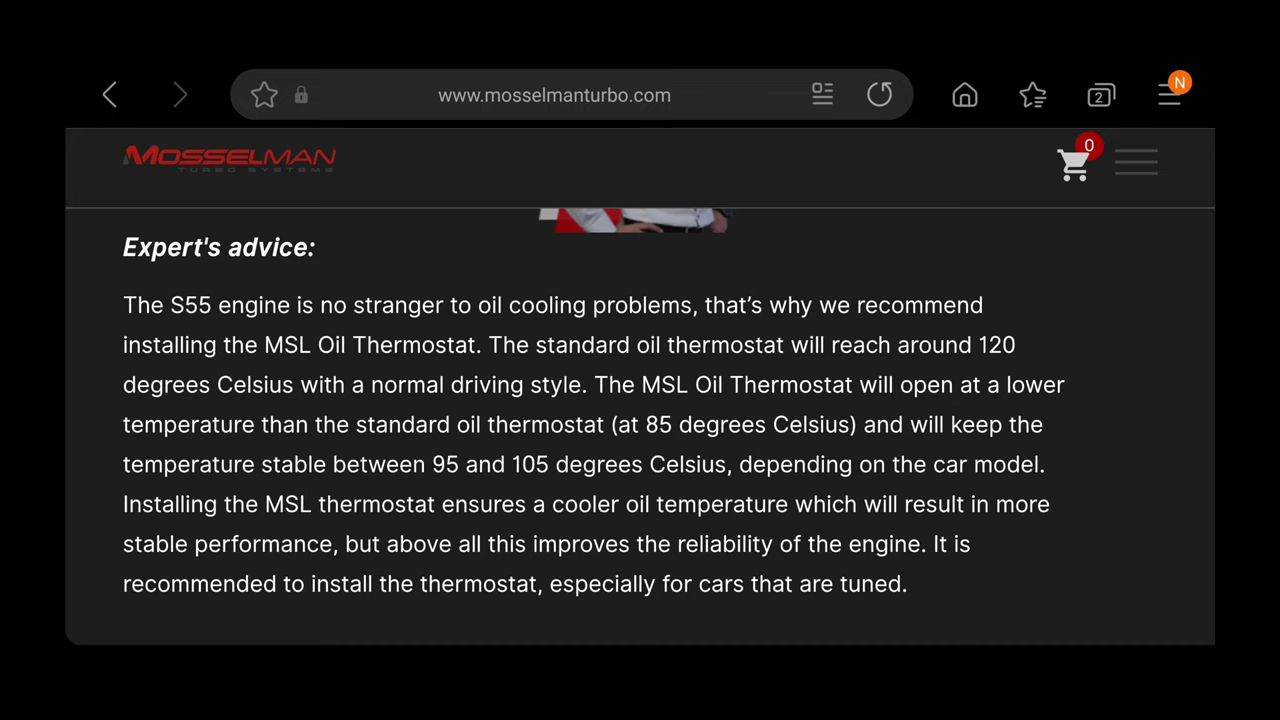 www.mosselmanturbo.com
2
N
MOSSELMAN
TURBO SYSTEMS
0
Expert's advice:
The S55 engine is no stranger to oil cooling problems, that’s why we recommend
installing the MSL Oil Thermostat. The standard oil thermostat will reach around 120
degrees Celsius with a normal driving style. The MSL Oil Thermostat will open at a lower
temperature than the standard oil thermostat (at 85 degrees Celsius) and will keep the
temperature stable between 95 and 105 degrees Celsius, depending on the car model.
Installing the MSL thermostat ensures a cooler oil temperature which will result in more
stable performance, but above all this improves the reliability of the engine. It is
recommended to install the thermostat, especially for cars that are tuned.